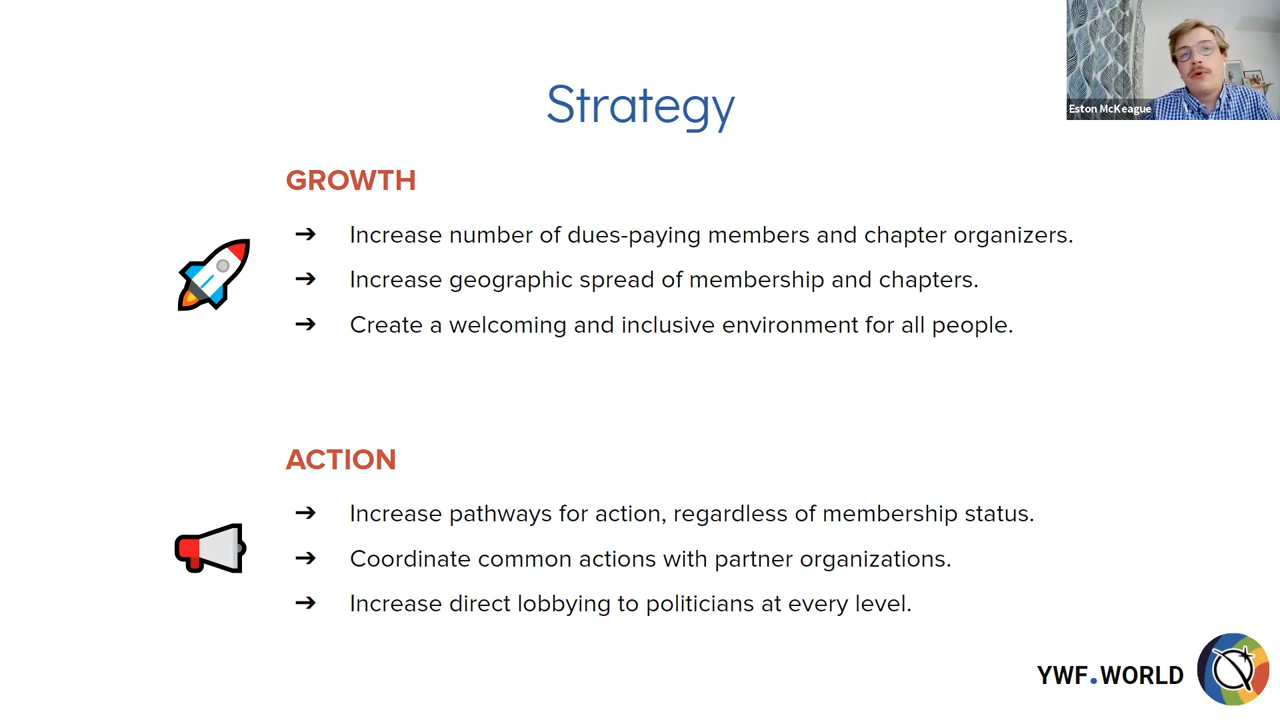 Eston McKeague
Strategy
GROWTH
➔ Increase number of dues-paying members and chapter organizers.
➔ Increase geographic spread of membership and chapters.
➔ Create a welcoming and inclusive environment for all people.
ACTION
➔ Increase pathways for action, regardless of membership status.
➔ Coordinate common actions with partner organizations.
➔ Increase direct lobbying to politicians at every level.
YWF.WORLD